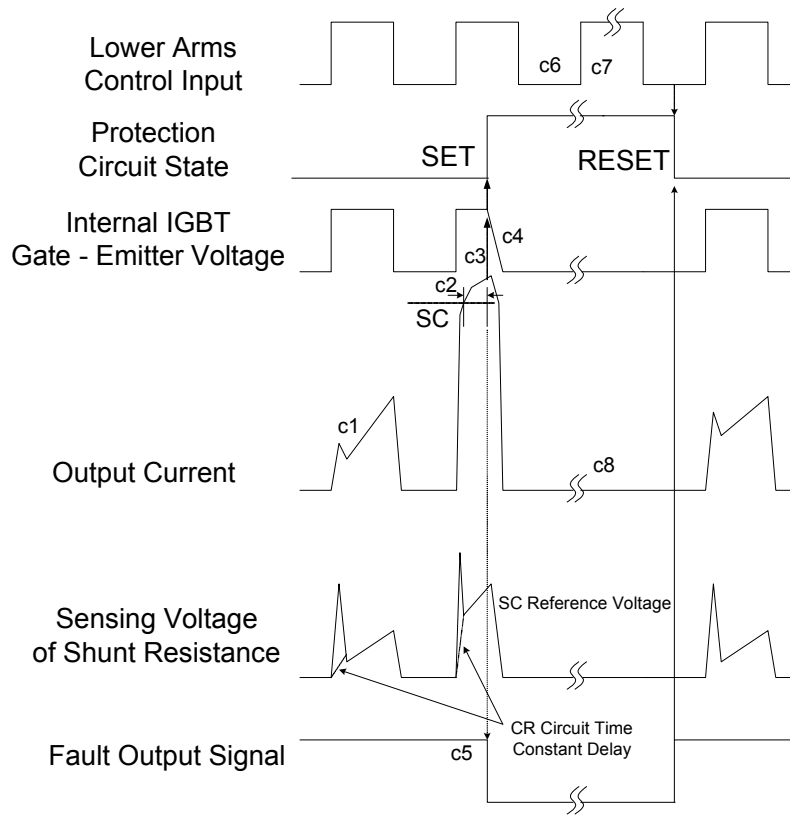 Lower Arms
Control Input
c6
c7
Protection
Circuit State
SET
RESET
Internal IGBT
Gate - Emitter Voltage
c3
c4
c2
SC
c1
Output Current
c8
Sensing Voltage
of Shunt Resistance
SC Reference Voltage
CR Circuit Time
Constant Delay
Fault Output Signal
c5